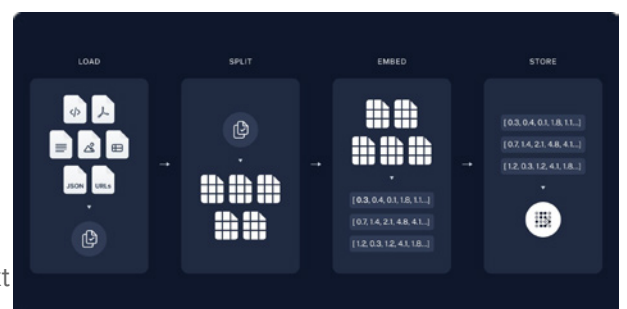 LOAD
SPLIT
EMBED
STORE
</>
JSON
URLs
[ 0.3, 0.4, 0.1, 1.8, 1.1...]
[ 0.7, 1.4, 2.1, 4.8, 4.1...]
[ 1.2, 0.3, 1.2, 4.1, 1.8...]
[ 0.3, 0.4, 0.1, 1.8, 1.1...]
[ 0.7, 1.4, 2.1, 4.8, 4.1...]
[ 1.2, 0.3, 1.2, 4.1, 1.8...]